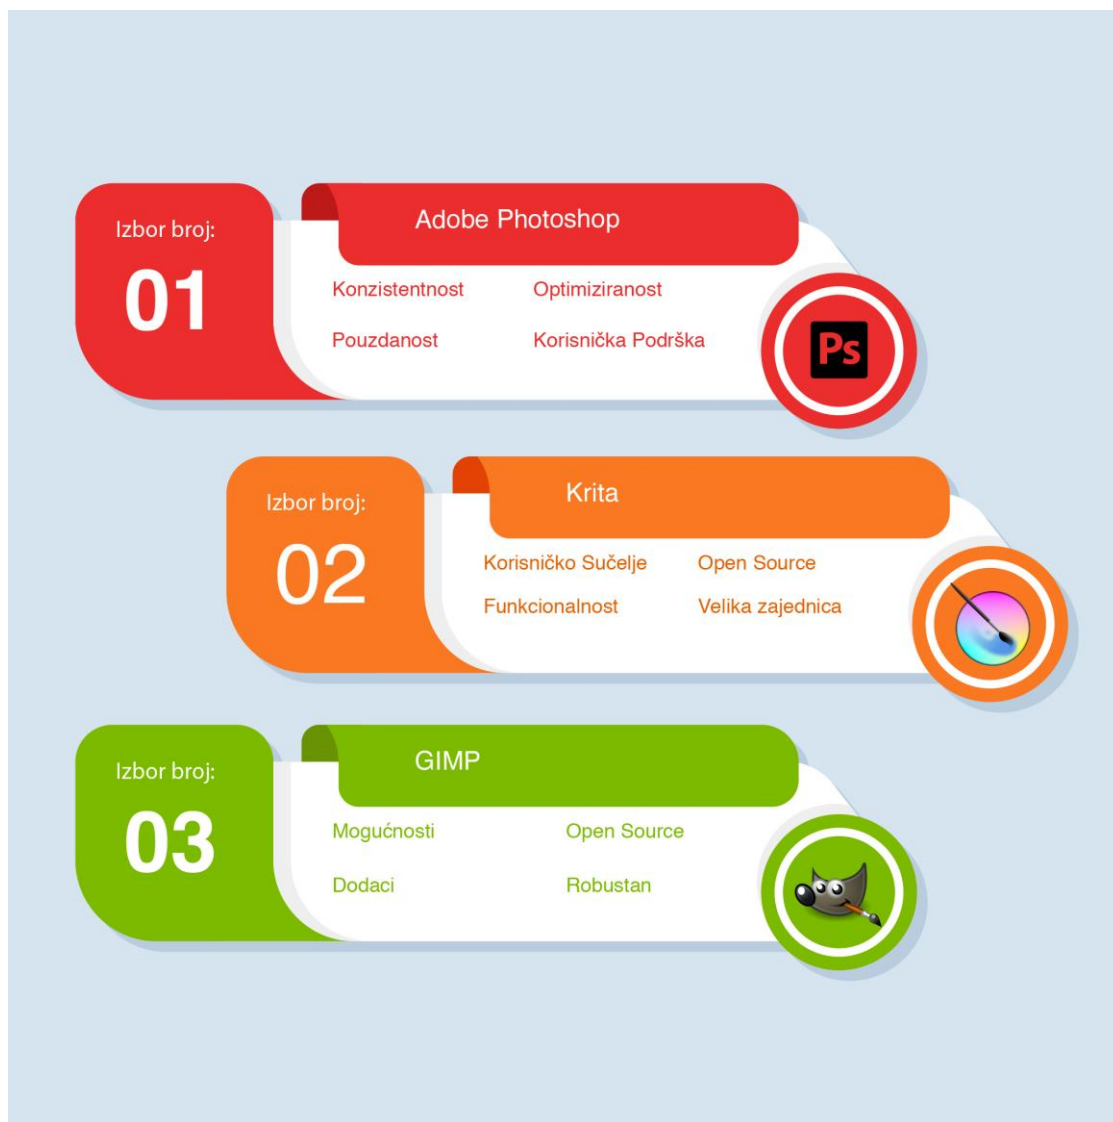 Izbor broj:
01
Adobe Photoshop
Konzistentnost
Optimiziranost
Pouzdanost
Korisnička Podrška
Ps
Izbor broj:
02
Krita
Korisničko Sučelje
Open Source
Funkcionalnost
Velika zajednica
Izbor broj:
03
GIMP
Mogućnosti
Open Source
Dodaci
Robustan